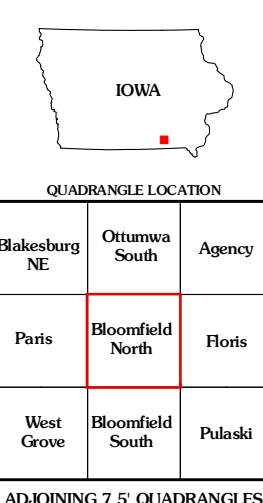 IOWA
QUADRANGLE LOCATION
Blakesburg
NE
Ottumwa
South
Agency
Paris
Bloomfield
North
Floris
West
Grove
Bloomfield
South
Pulaski
ADJOINING 7.5' QUADRANGLES